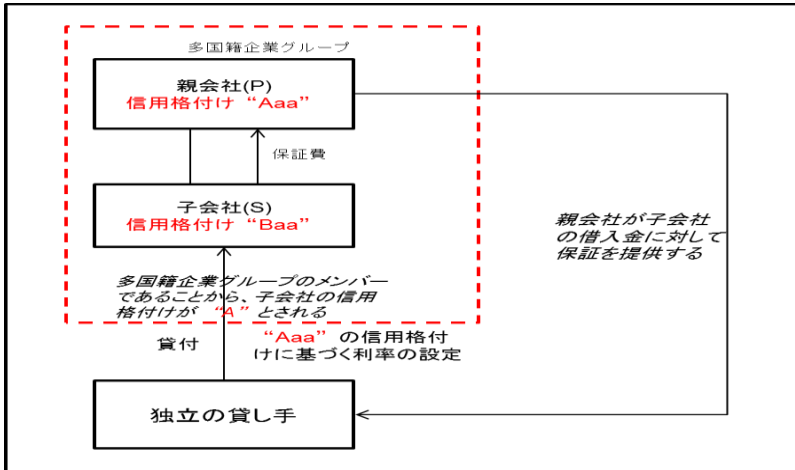 多国籍企業グループ
親会社(P)
信用格付け “Aaa”
保証費
子会社(S)
信用格付け “Baa”
親会社が子会社
の借入金に対して
保証を提供する
多国籍企業グループのメンバー
であることから、子会社の信用
格付けが “A” とされる
貸付
“Aaa” の信用格付
けに基づく利率の設定
独立の貸し手